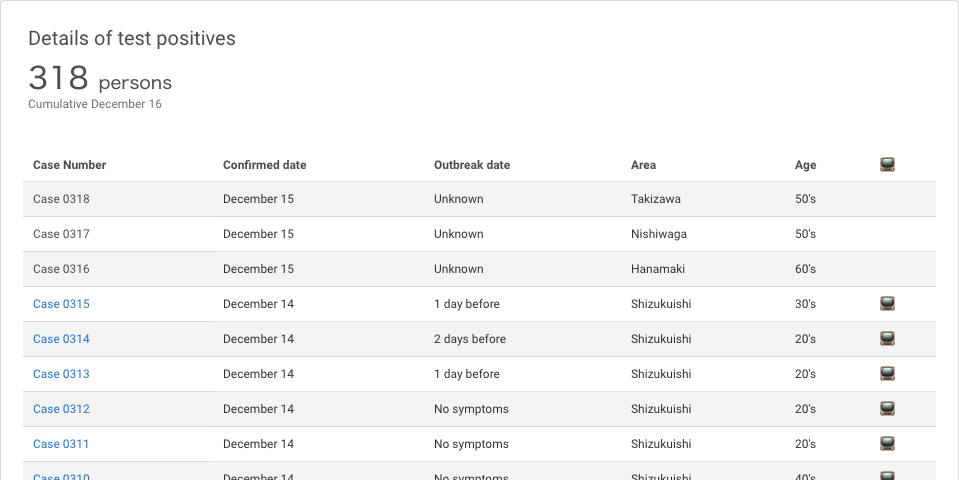 Details of test positives
318 persons
Cumulative December 16
Case Number Confirmed date Outbreak date Area Age
Case 0318 December 15 Unknown Takizawa 50's
Case 0317 December 15 Unknown Nishiwaga 50's
Case 0316 December 15 Unknown Hanamaki 60's
Case 0315 December 14 1 day before Shizukuishi 30's
Case 0314 December 14 2 days before Shizukuishi 20's
Case 0313 December 14 1 day before Shizukuishi 20's
Case 0312 December 14 No symptoms Shizukuishi 20's
Case 0311 December 14 No symptoms Shizukuishi 20's
Case 0310 December 14 No symptoms Shizukuishi 40's